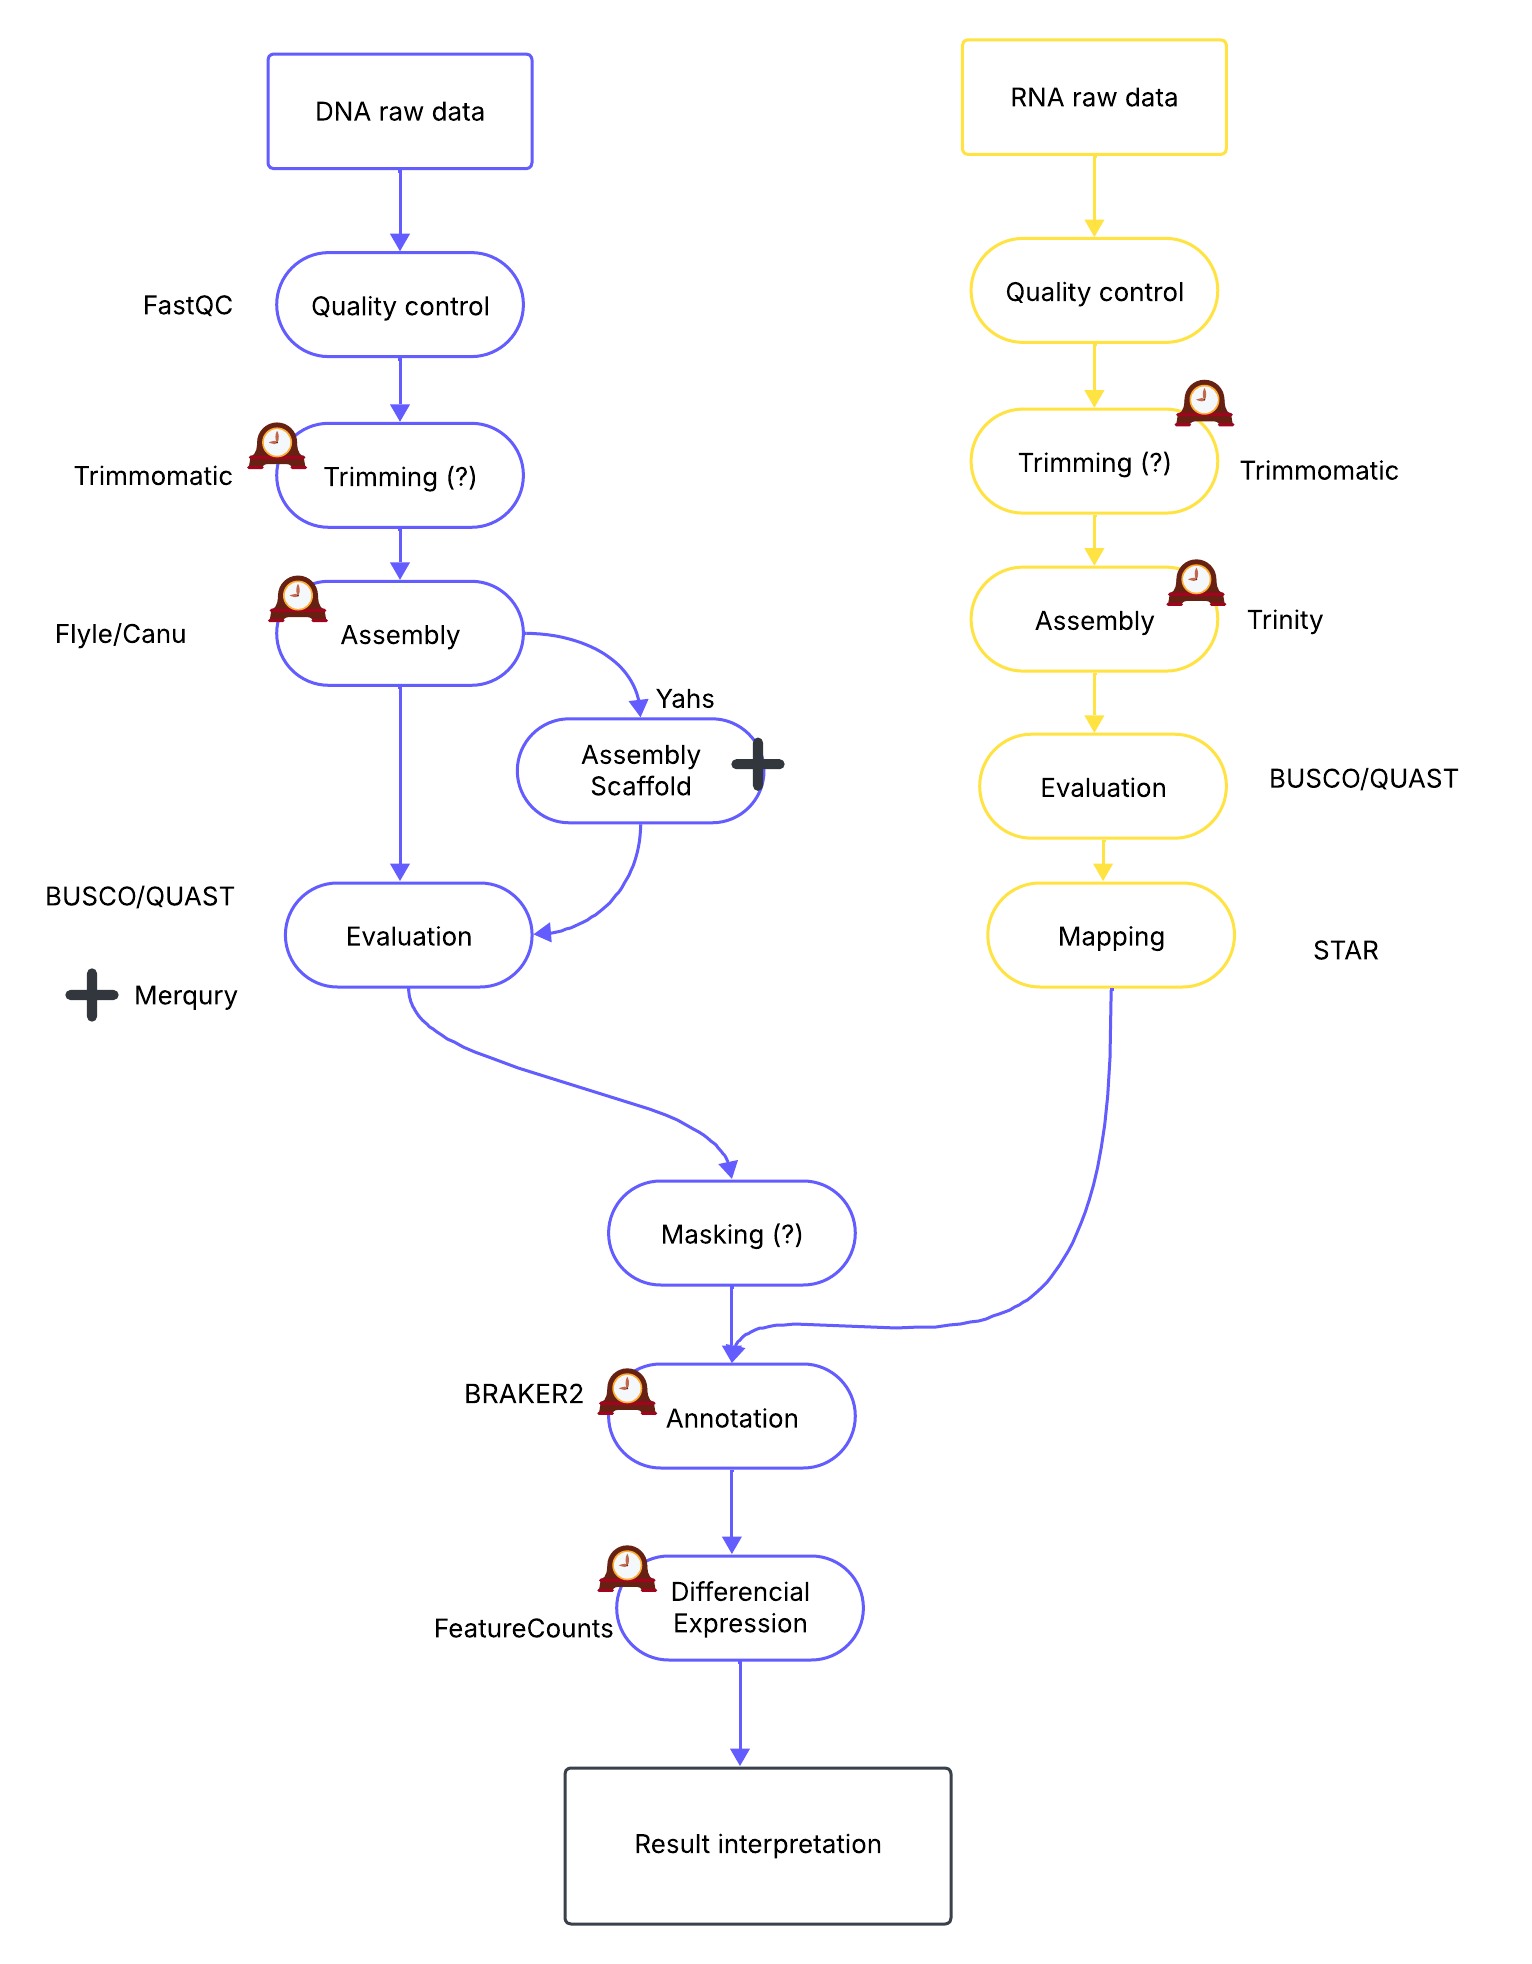 DNA raw data
RNA raw data
FastQC
Quality control
Quality control
Trimmomatic
Trimming (?)
Trimming (?)
Trimmomatic
Flyle/Canu
Assembly
Assembly
Trinity
Yahs
Assembly
Scaffold
Evaluation
BUSCO/QUAST
BUSCO/QUAST
Evaluation
Mapping
STAR
Merqury
Masking (?)
BRAKER2
Annotation
Differencial
Expression
FeatureCounts
Result interpretation